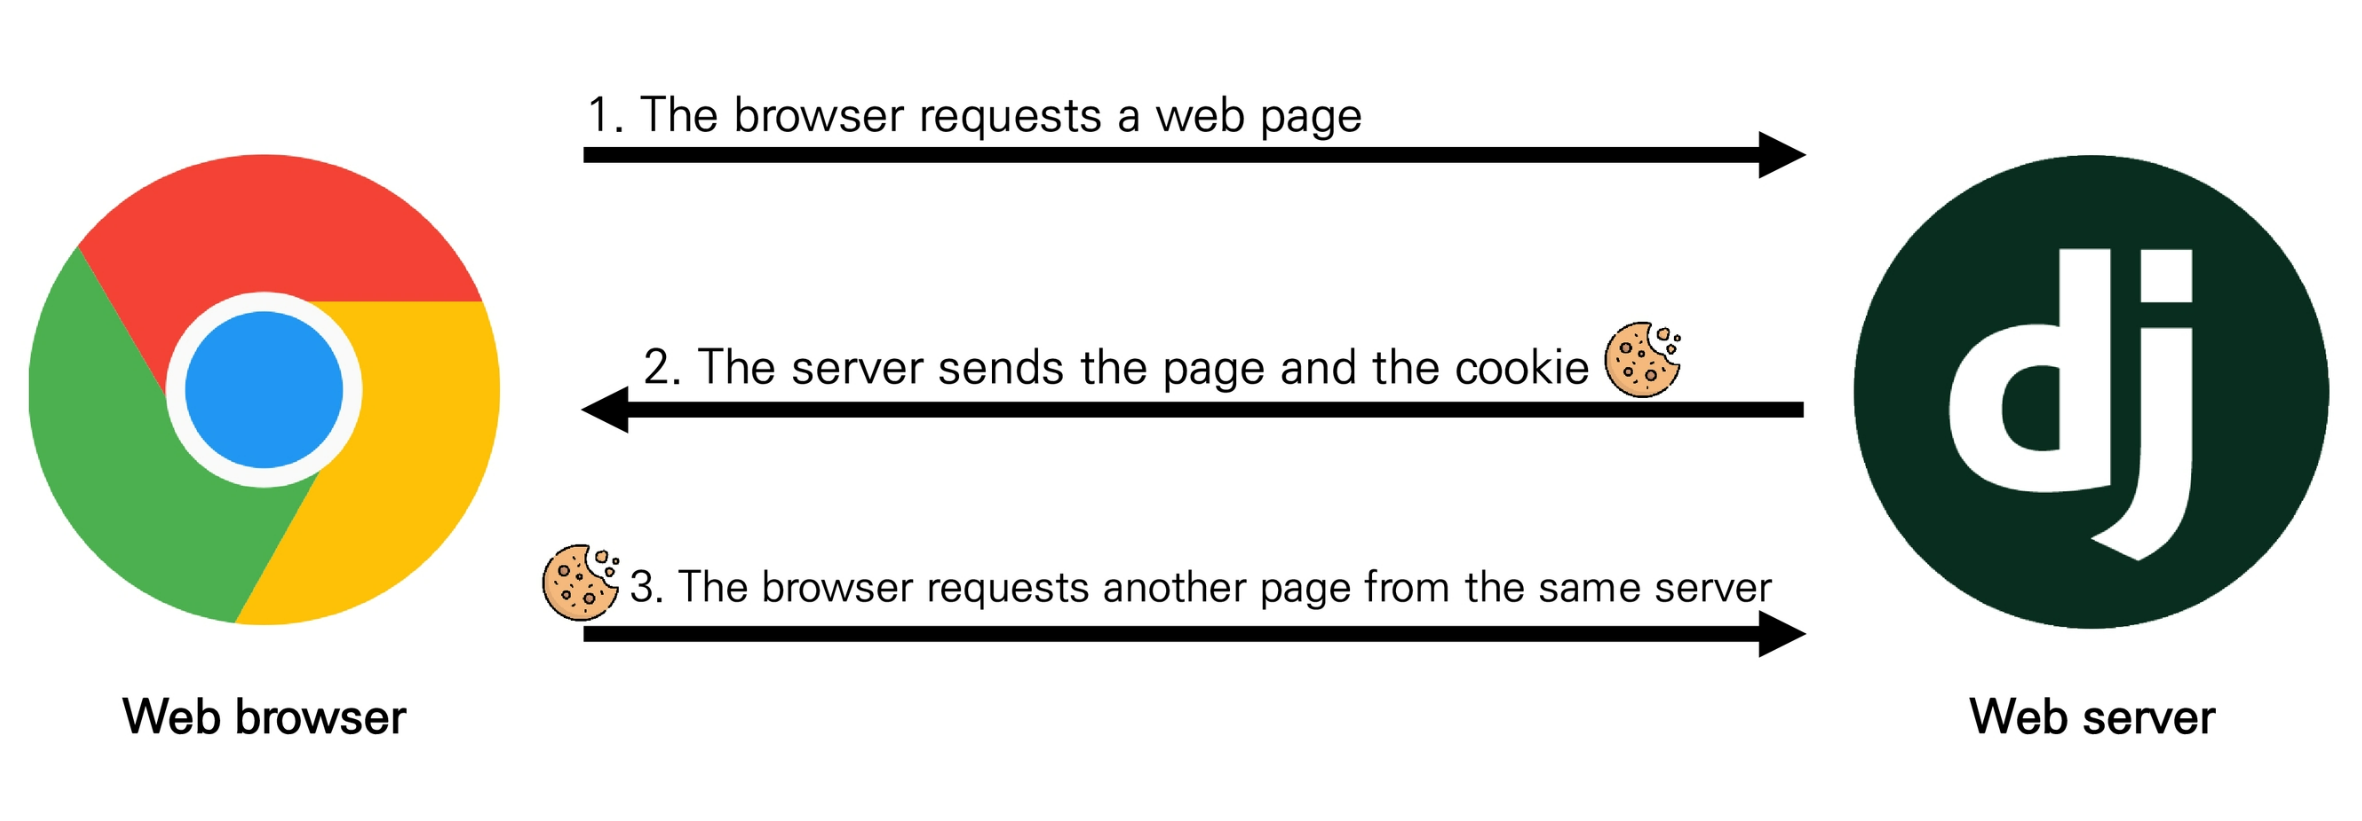 1. The browser requests a web page
2. The server sends the page and the cookie
3. The browser requests another page from the same server
dj
Web browser
Web server